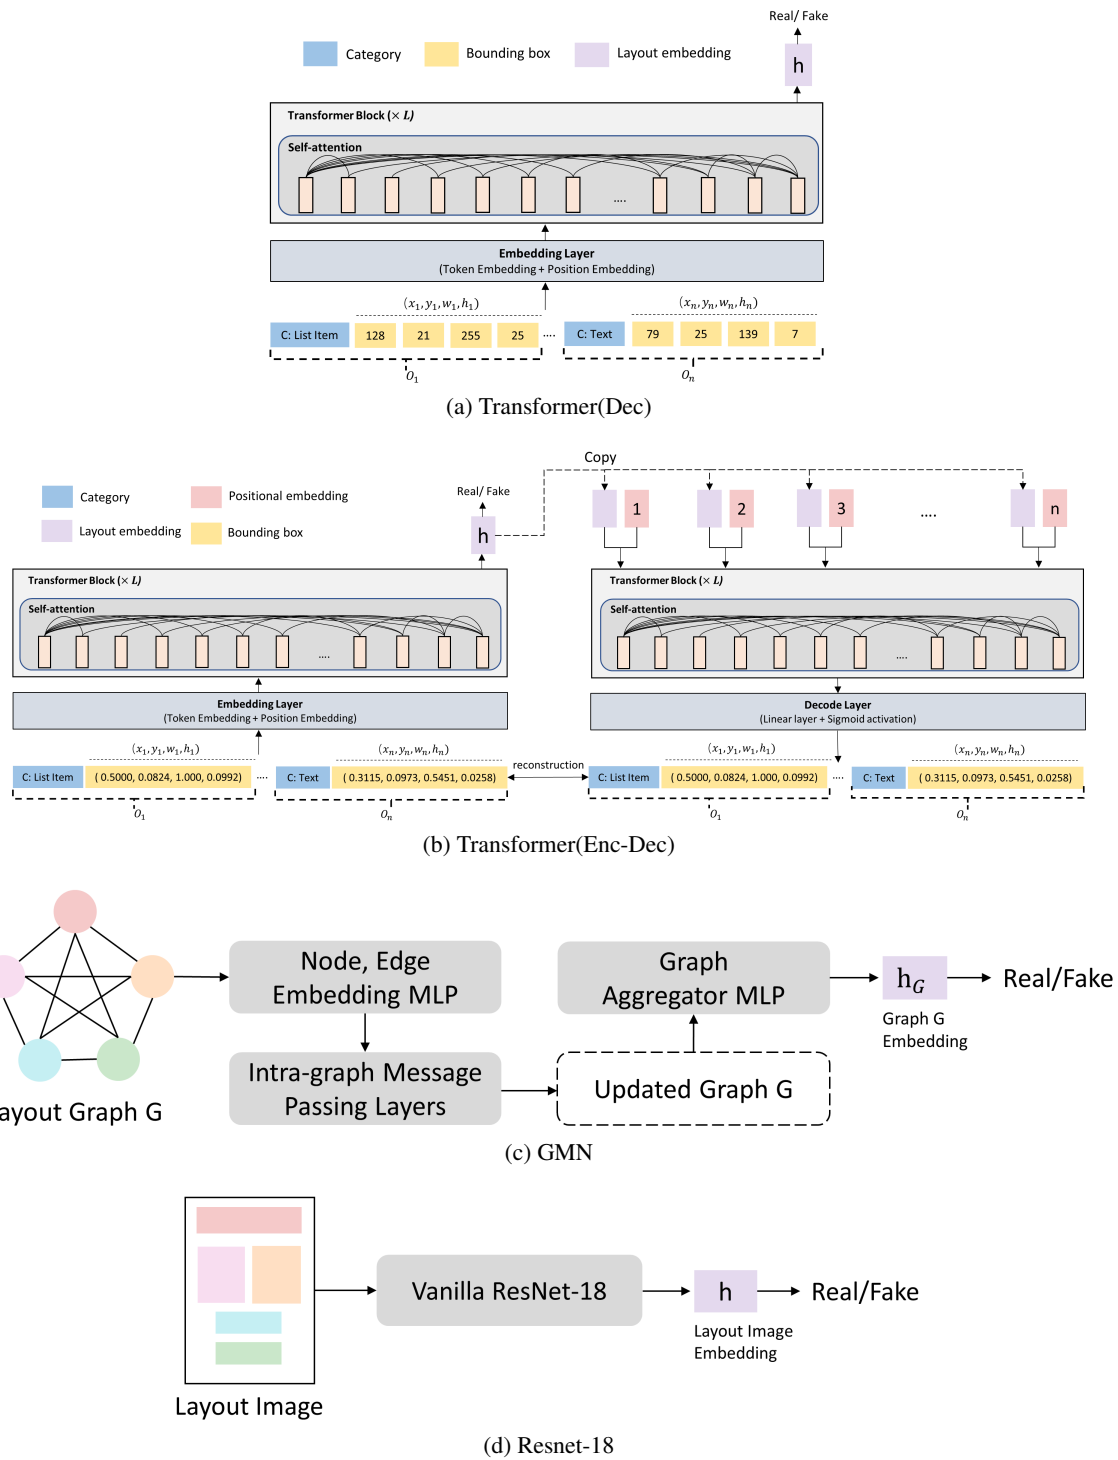 Real/ Fake
Category
Bounding box
Layout embedding
h
Transformer Block (× L)
Self-attention
....
Embedding Layer
(Token Embedding + Position Embedding)
(x₁, y₁, w₁, h₁)
(xₙ, yₙ, wₙ, hₙ)
C: List Item 128 21 255 25 .... C: Text 79 25 139 7
O₁
Oₙ
(a) Transformer(Dec)
Copy
Category
Positional embedding
Layout embedding
Bounding box
Real/ Fake
h
1
2
3
....
n
Transformer Block (× L)
Self-attention
....
Embedding Layer
(Token Embedding + Position Embedding)
(x₁, y₁, w₁, h₁)
(xₙ, yₙ, wₙ, hₙ)
C: List Item ( 0.5000, 0.0824, 1.000, 0.0992) .... C: Text ( 0.3115, 0.0973, 0.5451, 0.0258)
O₁
Oₙ
reconstruction
Transformer Block (× L)
Self-attention
....
Decode Layer
(Linear layer + Sigmoid activation)
(x₁, y₁, w₁, h₁)
(xₙ, yₙ, wₙ, hₙ)
C: List Item ( 0.5000, 0.0824, 1.000, 0.0992) .... C: Text ( 0.3115, 0.0973, 0.5451, 0.0258)
O₁
Oₙ
(b) Transformer(Enc-Dec)
ayout Graph G
Node, Edge
Embedding MLP
Intra-graph Message
Passing Layers
Updated Graph G
Graph
Aggregator MLP
h_G
Graph G
Embedding
Real/Fake
(c) GMN
Layout Image
Vanilla ResNet-18
h
Layout Image
Embedding
Real/Fake
(d) Resnet-18